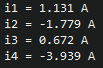 i1 = 1.131 A
i2 = -1.779 A
i3 = 0.672 A
i4 = -3.939 A